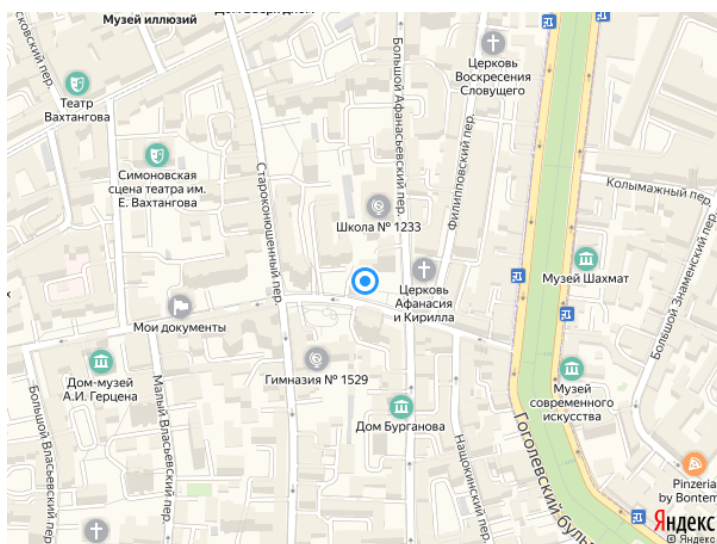 Музей иллюзий
Театр
Вахтангова
Симоновская
сцена театра им.
Е. Вахтангова
Староконюшенный пер.
Большой Афанасьевский пер.
Церковь
Воскресения
Словущего
Филипповский пер.
Колымажный пер.
Школа № 1233
Музей Шахмат
Большой Знаменский пер.
Церковь
Афанасия
и Кирилла
Мои документы
Гимназия № 1529
Дом-музей
А.И. Герцена
Большой Власьевский пер.
Малый Власьевский пер.
Дом Бурганова
Нащокинский пер.
Музей
современного
искусства
Гоголевский буль
Pinzeria
by Bontem
Яндекс
© Яндекс